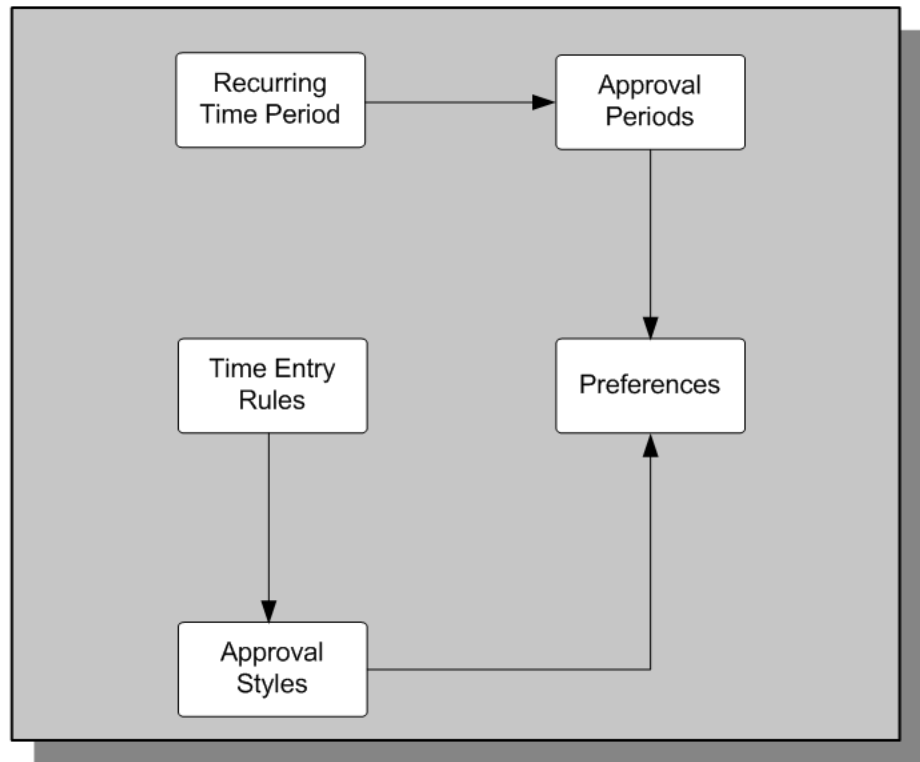 Recurring
Time Period
Approval
Periods
Time Entry
Rules
Preferences
Approval
Styles